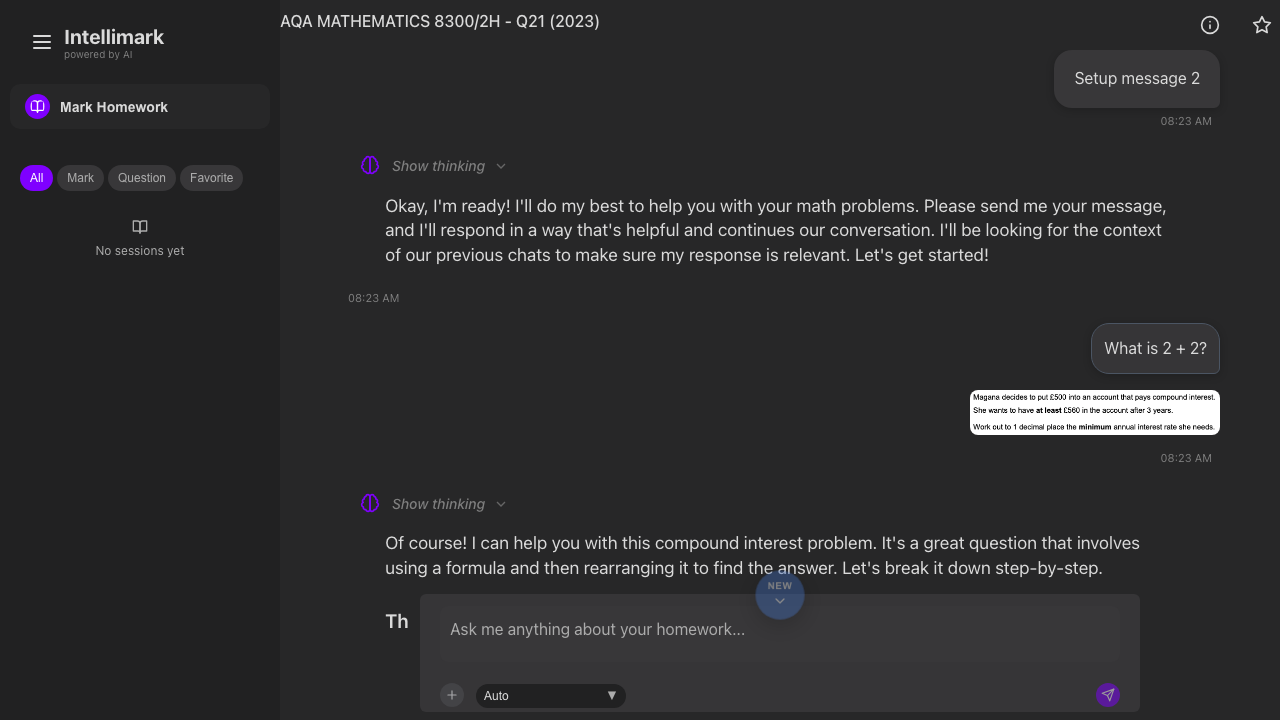 AQA MATHEMATICS 8300/2H - Q21 (2023)
Intellimark
powered by AI
Mark Homework
All
Mark
Question
Favorite
No sessions yet
Setup message 2
08:23 AM
Show thinking
Okay, I'm ready! I'll do my best to help you with your math problems. Please send me your message,
and I'll respond in a way that's helpful and continues our conversation. I'll be looking for the context
of our previous chats to make sure my response is relevant. Let's get started!
08:23 AM
What is 2 + 2?
Magana decides to put £500 into an account that pays compound interest.
She wants to have at least £560 in the account after 3 years.
Work out to 1 decimal place the minimum annual interest rate she needs.
08:23 AM
Show thinking
Of course! I can help you with this compound interest problem. It's a great question that involves
using a formula and then rearranging it to find the answer. Let's break it down step-by-step.
NEW
Th
Ask me anything about your homework...
Auto